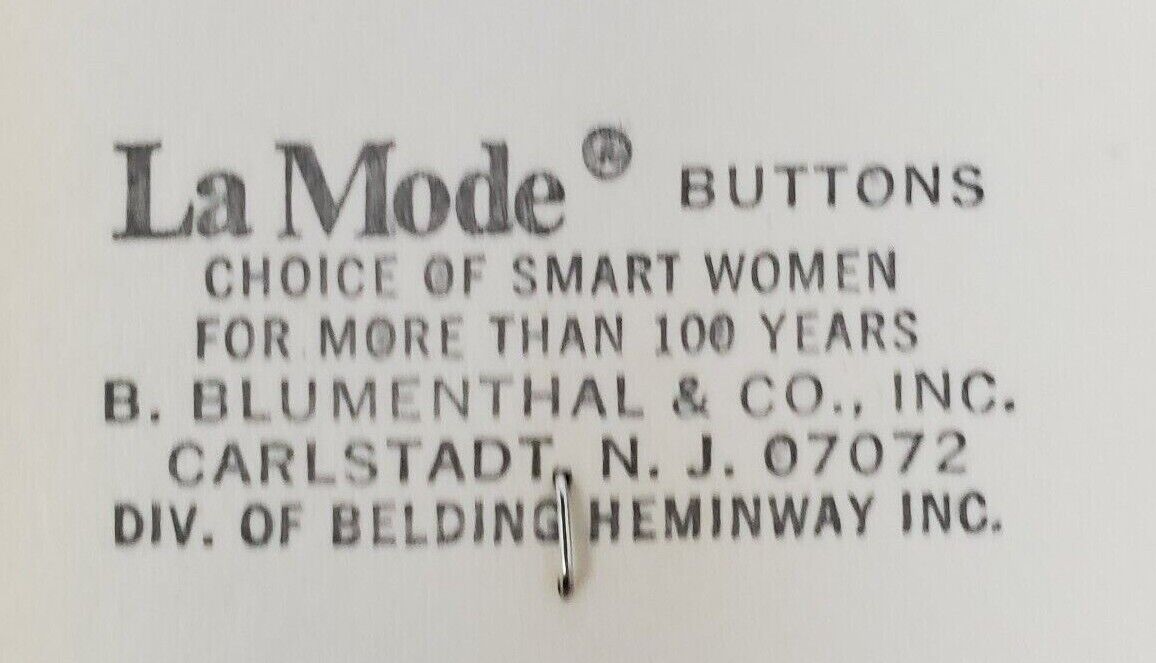 La Mode® BUTTONS
CHOICE OF SMART WOMEN
FOR MORE THAN 100 YEARS
B. BLUMENTHAL & CO., INC.
CARLSTADT, N. J. 07072
DIV. OF BELDING HEMINWAY INC.